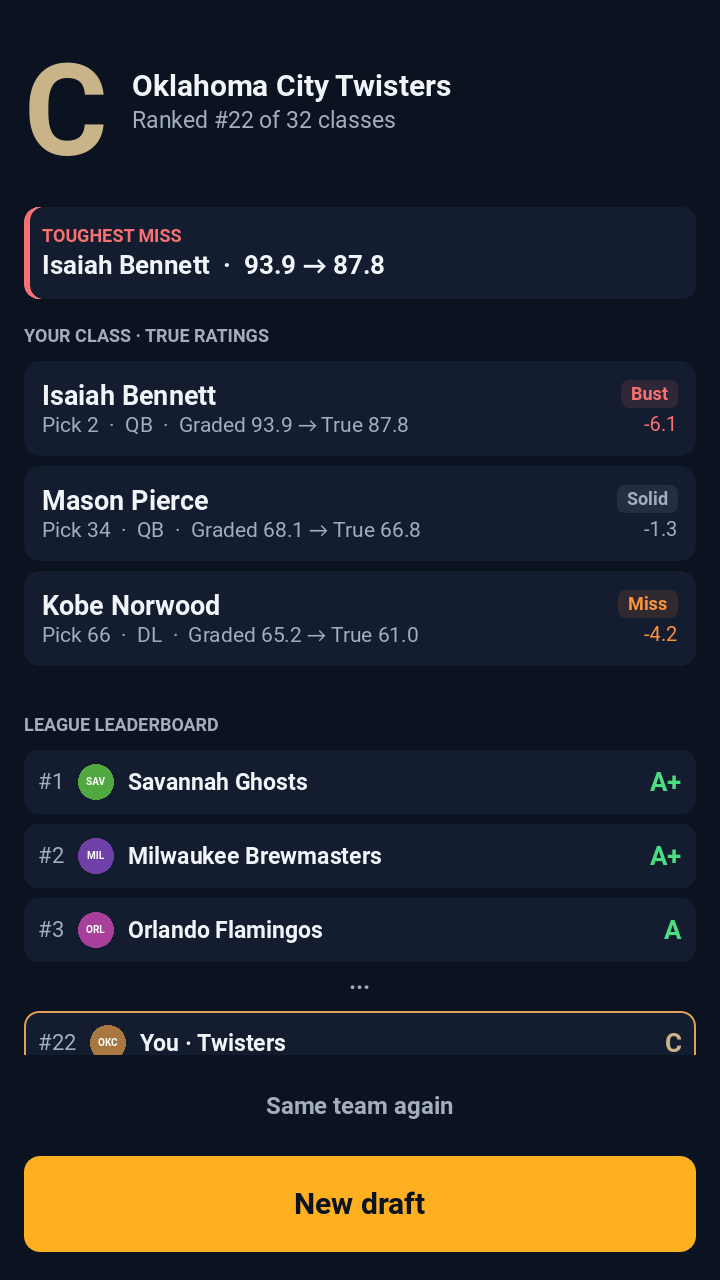 C
Oklahoma City Twisters
Ranked #22 of 32 classes
TOUGHEST MISS
Isaiah Bennett · 93.9 → 87.8
YOUR CLASS · TRUE RATINGS
Isaiah Bennett
Bust
Pick 2 · QB · Graded 93.9 → True 87.8
-6.1
Mason Pierce
Solid
Pick 34 · QB · Graded 68.1 → True 66.8
-1.3
Kobe Norwood
Miss
Pick 66 · DL · Graded 65.2 → True 61.0
-4.2
LEAGUE LEADERBOARD
#1 SAV Savannah Ghosts A+
#2 MIL Milwaukee Brewmasters A+
#3 ORL Orlando Flamingos A
...
#22 OKC You · Twisters C
Same team again
New draft